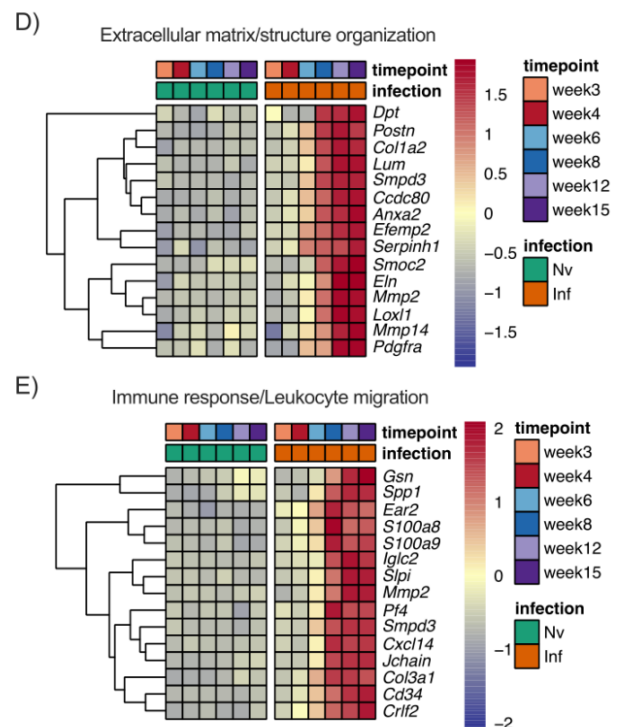 D)
Extracellular matrix/structure organization
timepoint
infection
Dpt
Postn
Col1a2
Lum
Smpd3
Ccdc80
Anxa2
Efemp2
Serpinh1
Smoc2
Eln
Mmp2
Loxl1
Mmp14
Pdgfra
1.5
1
0.5
0
−0.5
−1
−1.5
timepoint
week3
week4
week6
week8
week12
week15
infection
Nv
Inf
E)
Immune response/Leukocyte migration
timepoint
infection
Gsn
Spp1
Ear2
S100a8
S100a9
Iglc2
Slpi
Mmp2
Pf4
Smpd3
Cxcl14
Jchain
Col3a1
Cd34
Crlf2
2
1
0
−1
−2
timepoint
week3
week4
week6
week8
week12
week15
infection
Nv
Inf